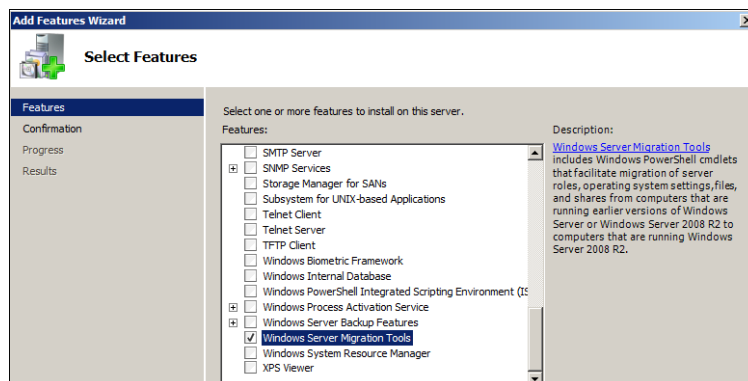 Add Features Wizard
Select Features
Features
Confirmation
Progress
Results
Select one or more features to install on this server.
Features:
SMTP Server
SNMP Services
Storage Manager for SANs
Subsystem for UNIX-based Applications
Telnet Client
Telnet Server
TFTP Client
Windows Biometric Framework
Windows Internal Database
Windows PowerShell Integrated Scripting Environment (IS
Windows Process Activation Service
Windows Server Backup Features
Windows Server Migration Tools
Windows System Resource Manager
XPS Viewer
Description:
Windows Server Migration Tools
includes Windows PowerShell cmdlets
that facilitate migration of server
roles, operating system settings,files,
and shares from computers that are
running earlier versions of Windows
Server or Windows Server 2008 R2 to
computers that are running Windows
Server 2008 R2.